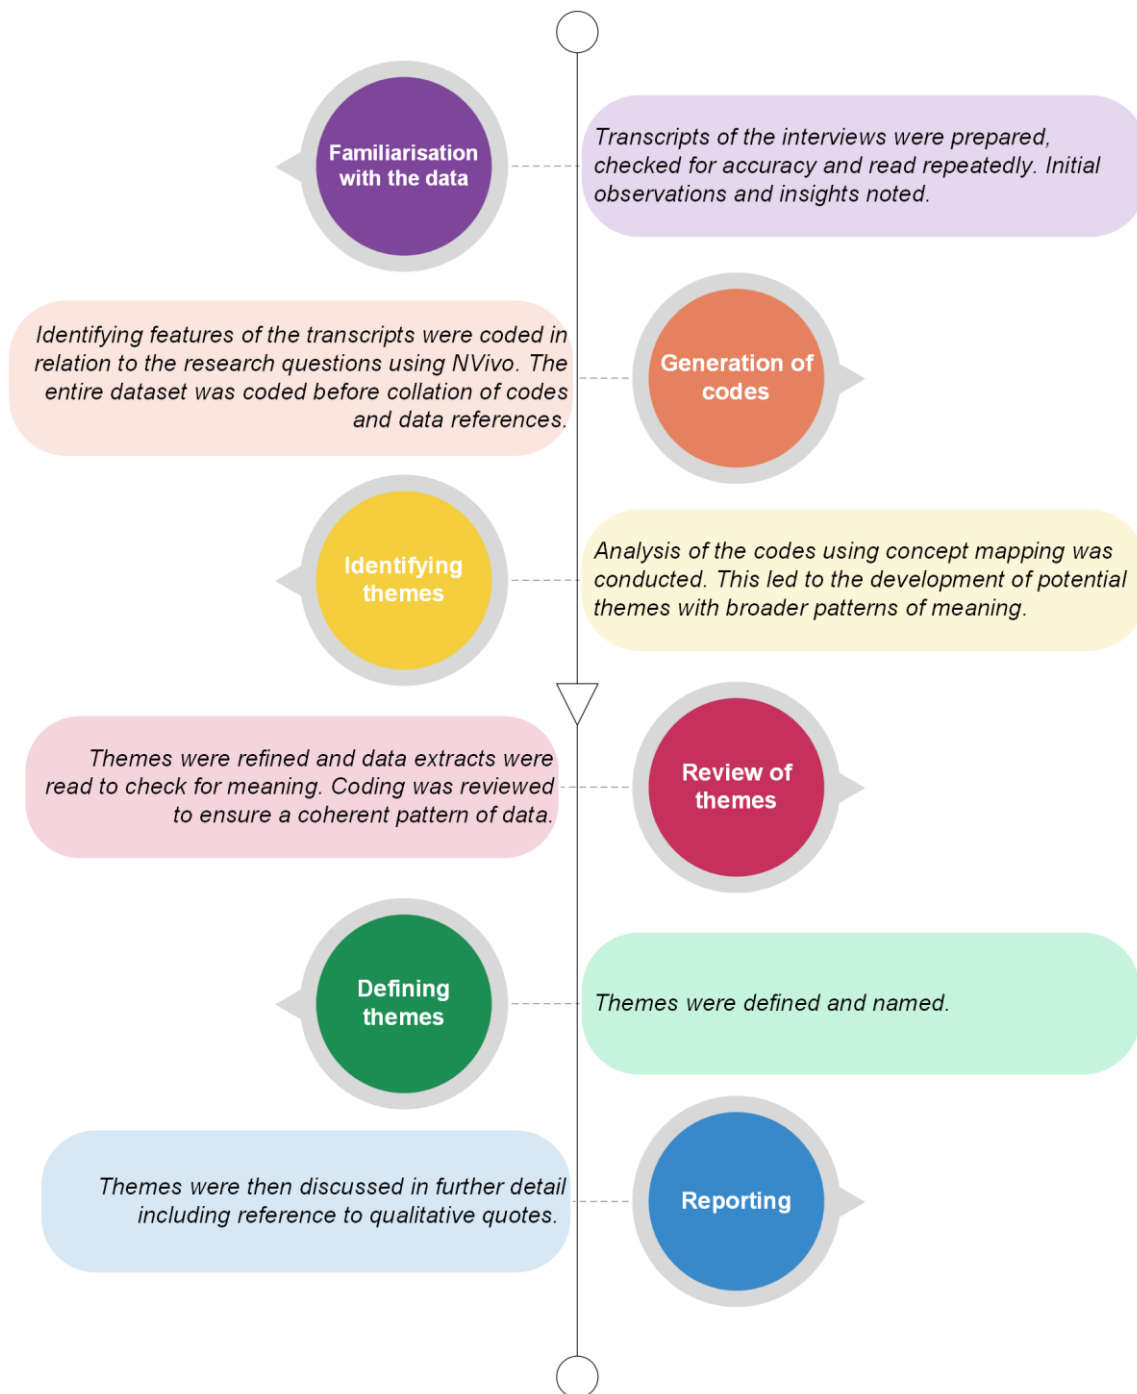 Familiarisation
with the data
Transcripts of the interviews were prepared,
checked for accuracy and read repeatedly. Initial
observations and insights noted.
Identifying features of the transcripts were coded in
relation to the research questions using NVivo. The
entire dataset was coded before collation of codes
and data references.
Generation of
codes
Identifying
themes
Analysis of the codes using concept mapping was
conducted. This led to the development of potential
themes with broader patterns of meaning.
Themes were refined and data extracts were
read to check for meaning. Coding was reviewed
to ensure a coherent pattern of data.
Review of
themes
Defining
themes
Themes were defined and named.
Themes were then discussed in further detail
including reference to qualitative quotes.
Reporting